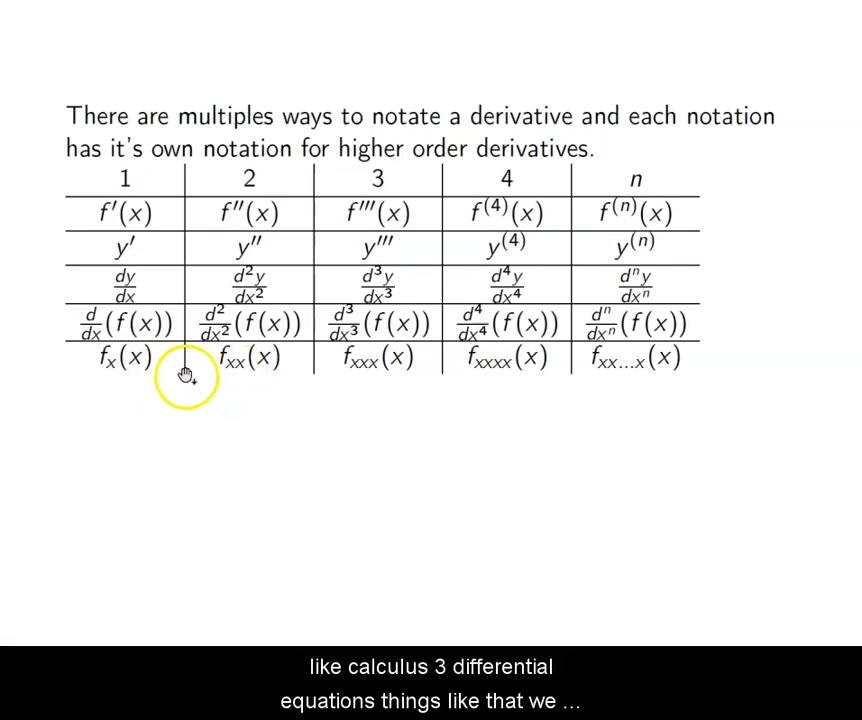 There are multiples ways to notate a derivative and each notation
has it's own notation for higher order derivatives.
1 2 3 4 n
f′(x) f′′(x) f′′′(x) f⁽⁴⁾(x) f⁽ⁿ⁾(x)
y′ y′′ y′′′ y⁽⁴⁾ y⁽ⁿ⁾
dy/dx d²y/dx² d³y/dx³ d⁴y/dx⁴ dⁿy/dxⁿ
d/dx(f(x)) d²/dx²(f(x)) d³/dx³(f(x)) d⁴/dx⁴(f(x)) dⁿ/dxⁿ(f(x))
fₓ(x) fₓₓ(x) fₓₓₓ(x) fₓₓₓₓ(x) fₓₓ…ₓ(x)
like calculus 3 differential
equations things like that we ...